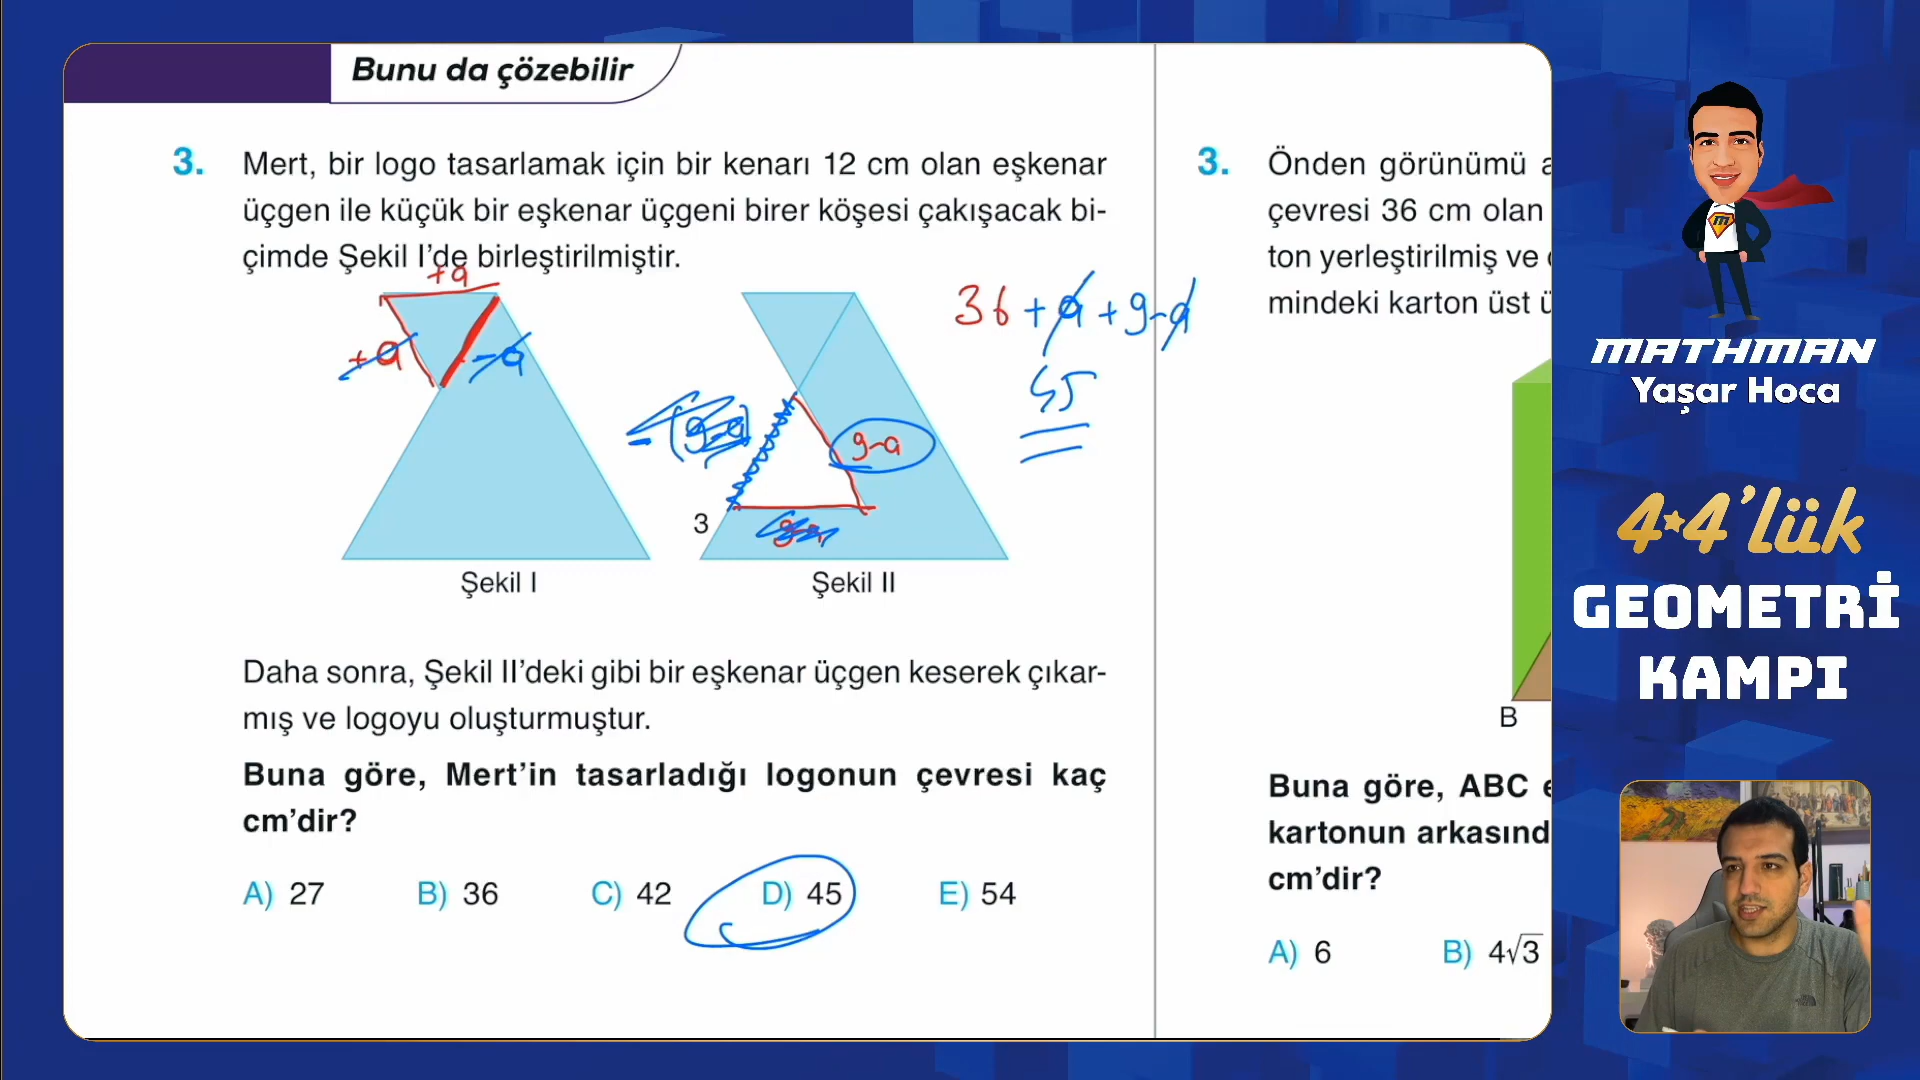 Bunu da çözebilir
3.
Mert, bir logo tasarlamak için bir kenarı 12 cm olan eşkenar
üçgen ile küçük bir eşkenar üçgeni birer köşesi çakışacak bi-
çimde Şekil I’de birleştirilmiştir.
+a
+a
-a
Şekil I
-(9-a)
9-a
9-a
3
Şekil II
36 + a + 9-a
45
Daha sonra, Şekil II’deki gibi bir eşkenar üçgen keserek çıkar-
mış ve logoyu oluşturmuştur.
Buna göre, Mert’in tasarladığı logonun çevresi kaç
cm’dir?
A) 27 B) 36 C) 42 D) 45 E) 54
3.
Önden görünümü a
çevresi 36 cm olan
ton yerleştirilmiş ve
mindeki karton üst ü
B
Buna göre, ABC e
kartonun arkasınd
cm’dir?
A) 6 B) 4√3
M
MATHMAN
Yaşar Hoca
4★4’lük
GEOMETRİ
KAMPI